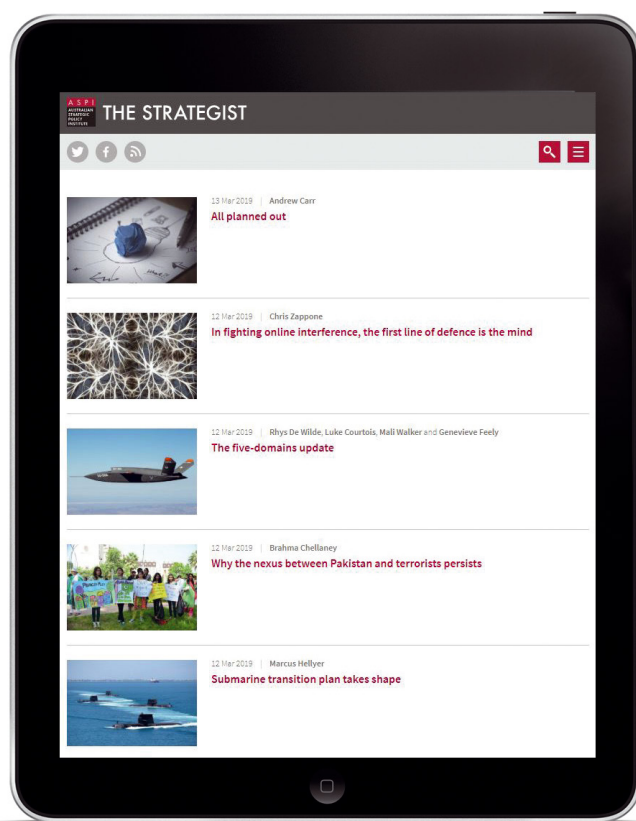 ASPI
AUSTRALIAN
STRATEGIC
POLICY
INSTITUTE
THE STRATEGIST
13 Mar 2019 | Andrew Carr
All planned out
12 Mar 2019 | Chris Zappone
In fighting online interference, the first line of defence is the mind
12 Mar 2019 | Rhys De Wilde, Luke Courtois, Mali Walker and Genevieve Feely
The five-domains update
12 Mar 2019 | Brahma Chellaney
Why the nexus between Pakistan and terrorists persists
12 Mar 2019 | Marcus Hellyer
Submarine transition plan takes shape